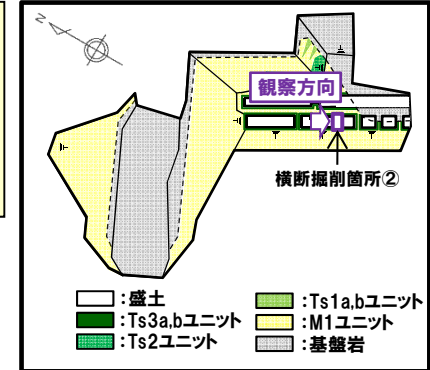 N
観察方向
横断掘削箇所②
：盛土
：Ts1a,bユニット
：Ts3a,bユニット
：M1ユニット
：Ts2ユニット
：基盤岩